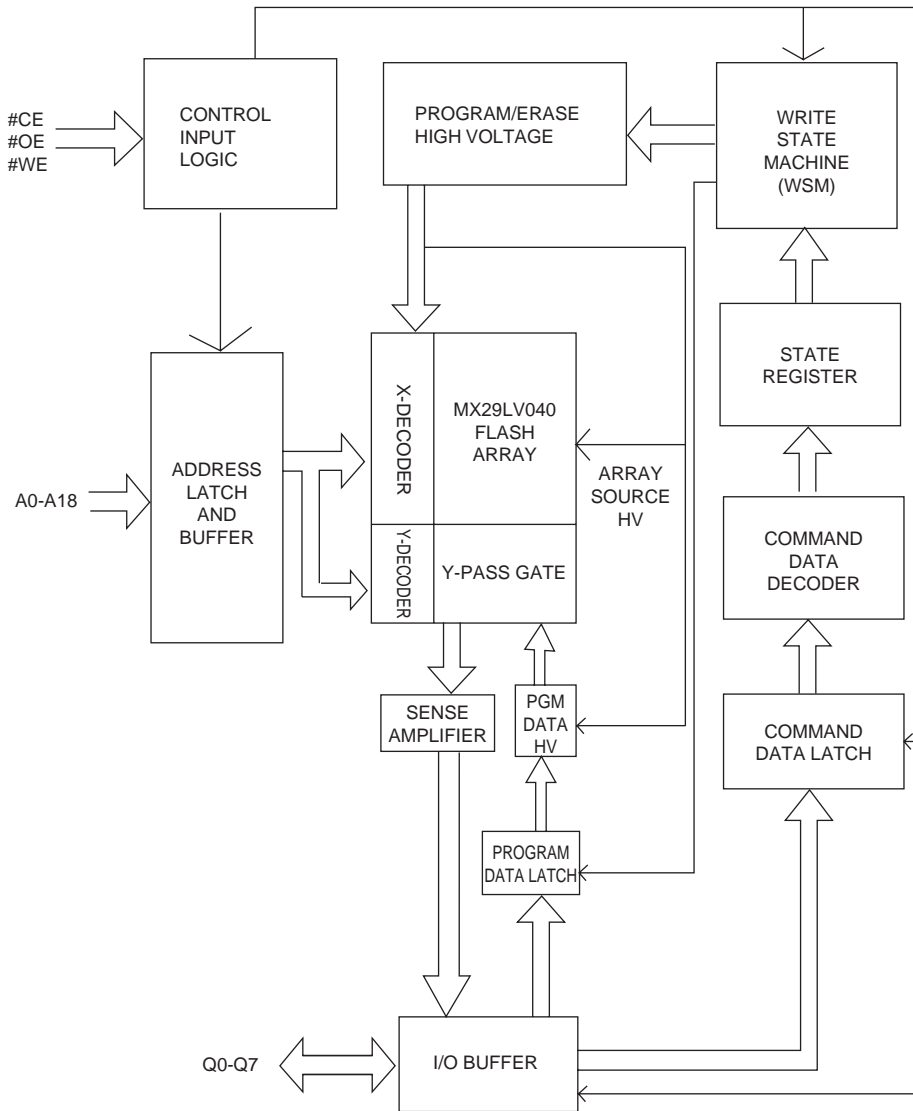 #CE
#OE
#WE
CONTROL
INPUT
LOGIC
PROGRAM/ERASE
HIGH VOLTAGE
WRITE
STATE
MACHINE
(WSM)
STATE
REGISTER
A0-A18
ADDRESS
LATCH
AND
BUFFER
X-DECODER
MX29LV040
FLASH
ARRAY
ARRAY
SOURCE
HV
Y-DECODER
Y-PASS GATE
COMMAND
DATA
DECODER
SENSE
AMPLIFIER
PGM
DATA
HV
COMMAND
DATA LATCH
PROGRAM
DATA LATCH
Q0-Q7
I/O BUFFER